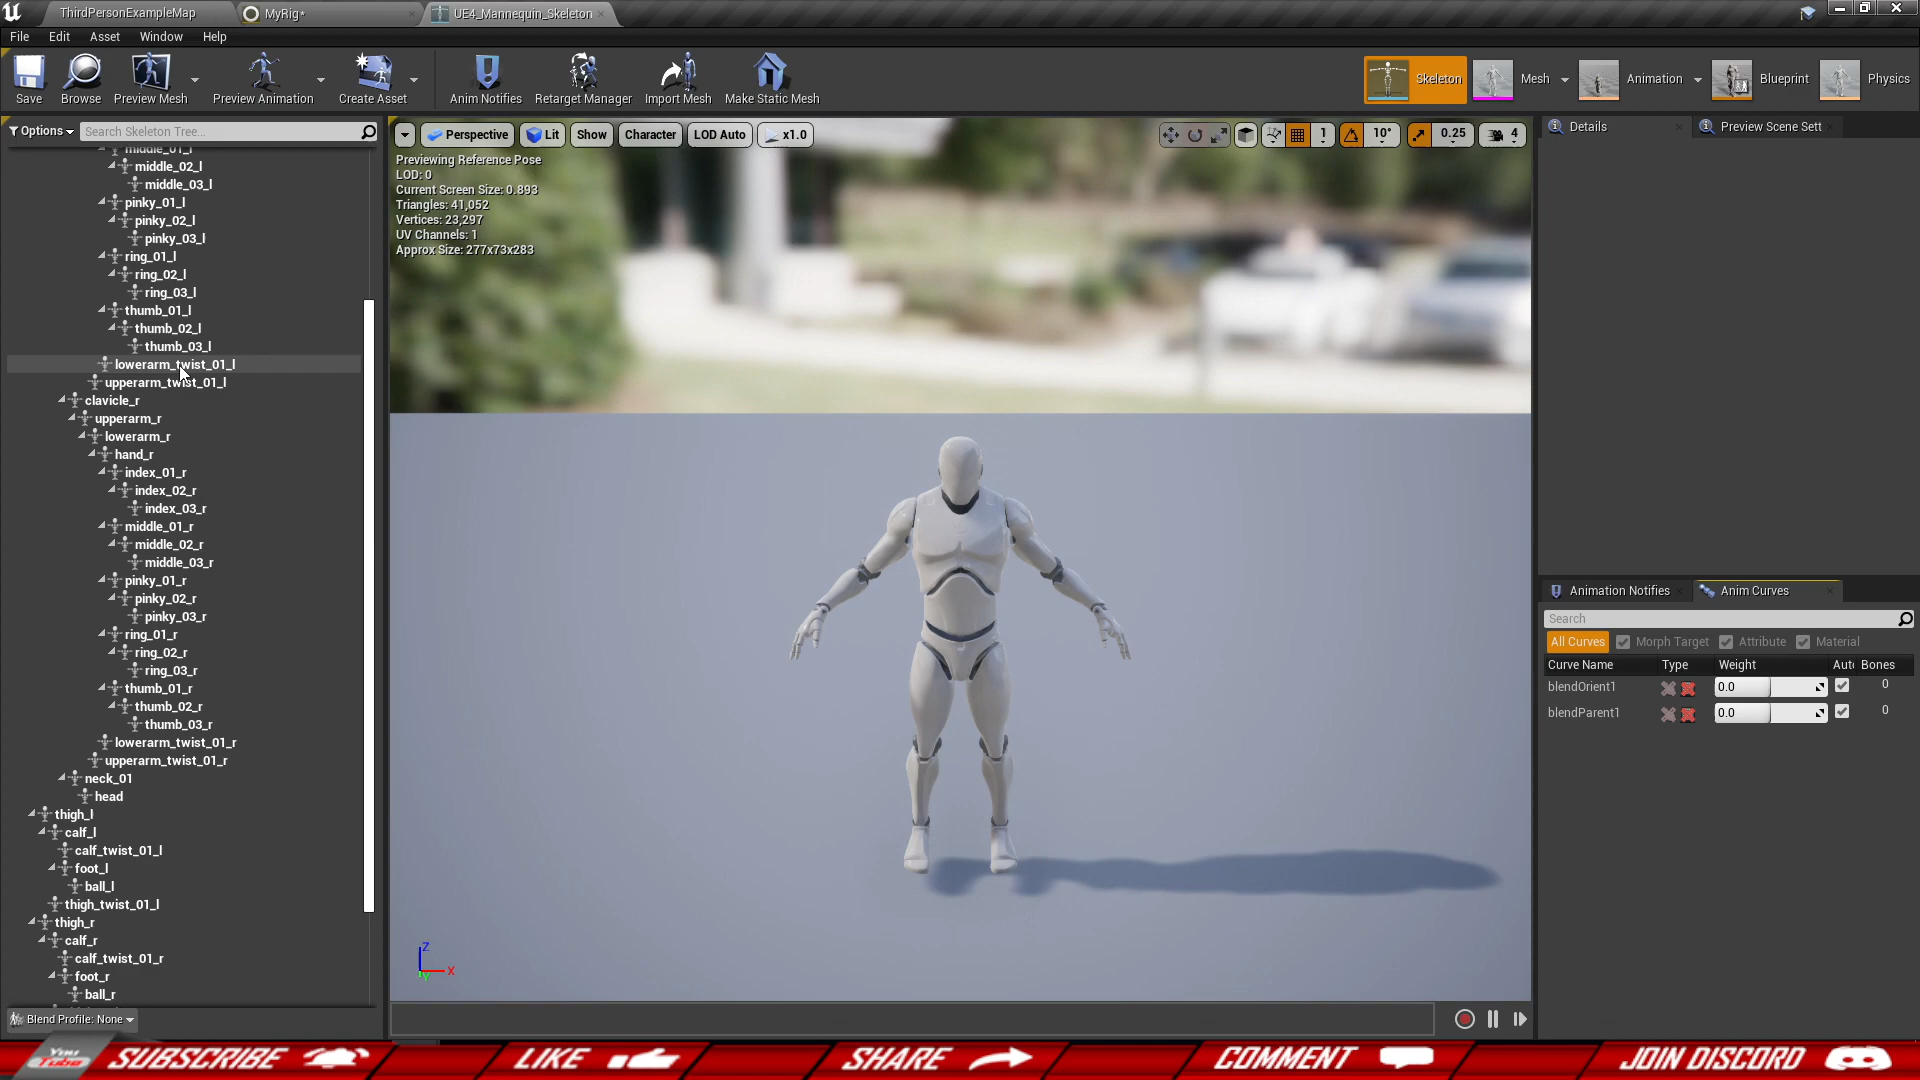 ThirdPersonExampleMap
MyRig*
UE4_Mannequin_Skeleton
File Edit Asset Window Help
Save
Browse
Preview Mesh
Preview Animation
Create Asset
Anim Notifies
Retarget Manager
Import Mesh
Make Static Mesh
Skeleton
Mesh
Animation
Blueprint
Physics
Options
Search Skeleton Tree...
middle_01_l
middle_02_l
middle_03_l
pinky_01_l
pinky_02_l
pinky_03_l
ring_01_l
ring_02_l
ring_03_l
thumb_01_l
thumb_02_l
thumb_03_l
lowerarm_twist_01_l
upperarm_twist_01_l
clavicle_r
upperarm_r
lowerarm_r
hand_r
index_01_r
index_02_r
index_03_r
middle_01_r
middle_02_r
middle_03_r
pinky_01_r
pinky_02_r
pinky_03_r
ring_01_r
ring_02_r
ring_03_r
thumb_01_r
thumb_02_r
thumb_03_r
lowerarm_twist_01_r
upperarm_twist_01_r
neck_01
head
thigh_l
calf_l
calf_twist_01_l
foot_l
ball_l
thigh_twist_01_l
thigh_r
calf_r
calf_twist_01_r
foot_r
ball_r
Blend Profile: None
Perspective
Lit
Show
Character
LOD Auto
x1.0
1
10°
0.25
4
Previewing Reference Pose
LOD: 0
Current Screen Size: 0.893
Triangles: 41,052
Vertices: 23,297
UV Channels: 1
Approx Size: 277x73x283
Z
X
Y
Details
Preview Scene Sett
Animation Notifies
Anim Curves
Search
All Curves Morph Target Attribute Material
Curve Name Type Weight Aut Bones
blendOrient1 0.0 0
blendParent1 0.0 0
You Tube SUBSCRIBE LIKE SHARE COMMENT JOIN DISCORD